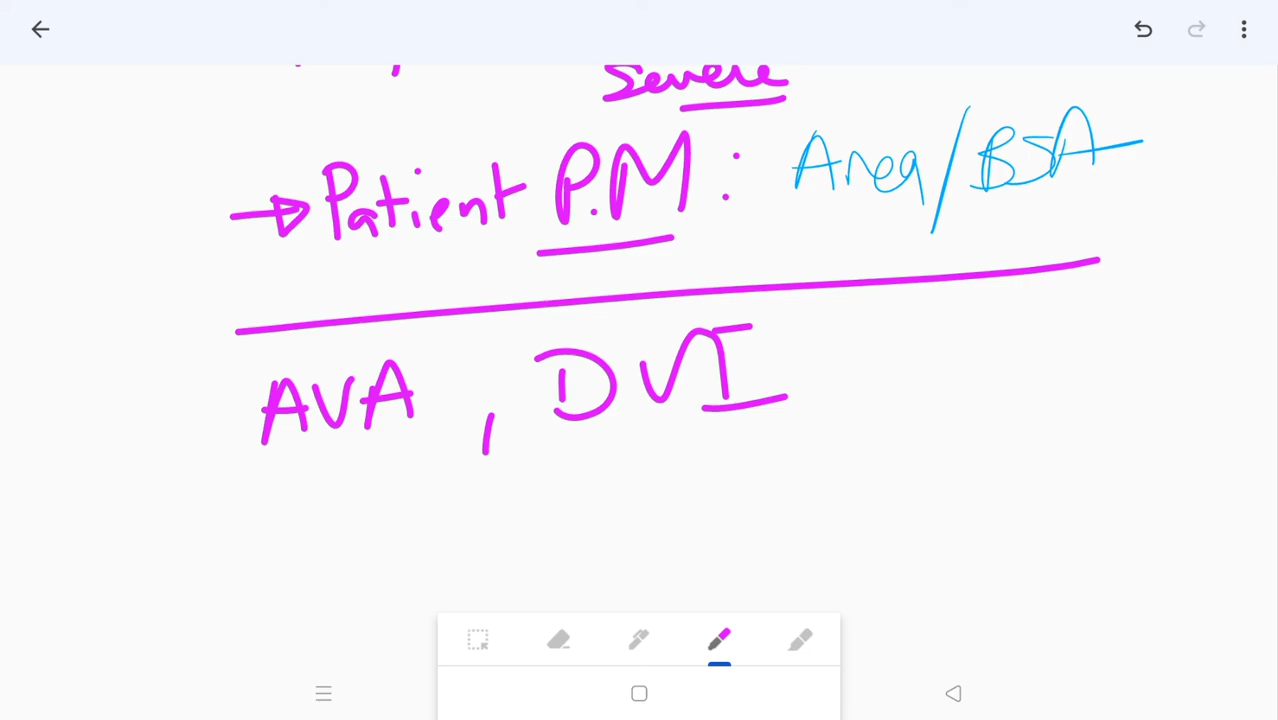 Severe
→ Patient P.M : Area/BSA
AVA , DVI